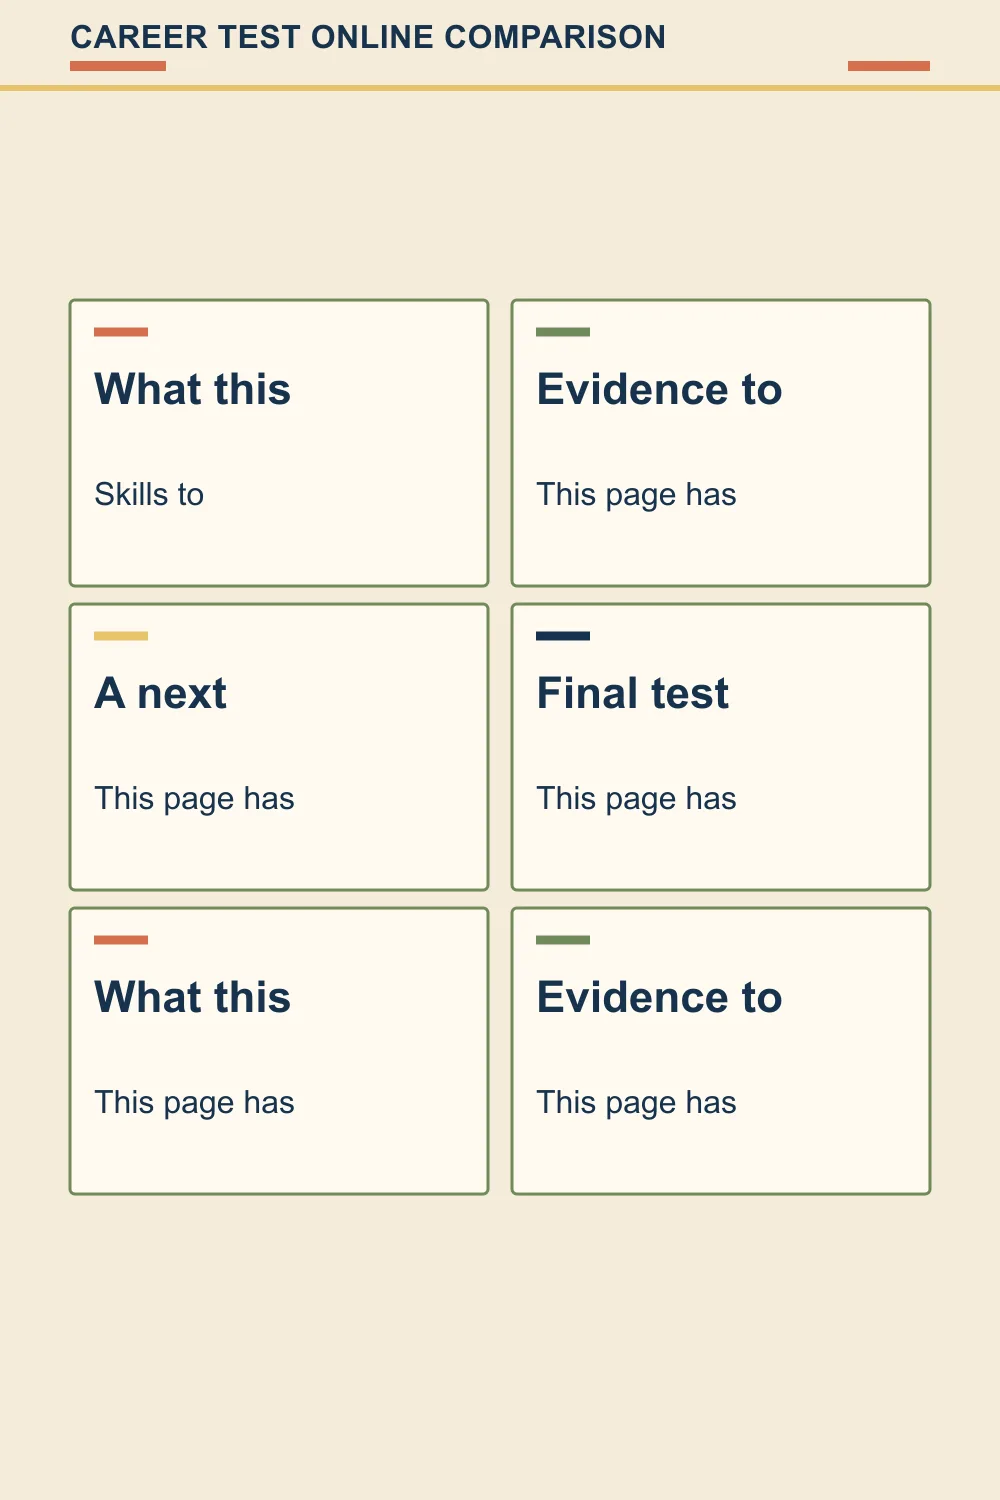 CAREER TEST ONLINE COMPARISON
What this
Skills to
Evidence to
This page has
A next
This page has
Final test
This page has
What this
This page has
Evidence to
This page has